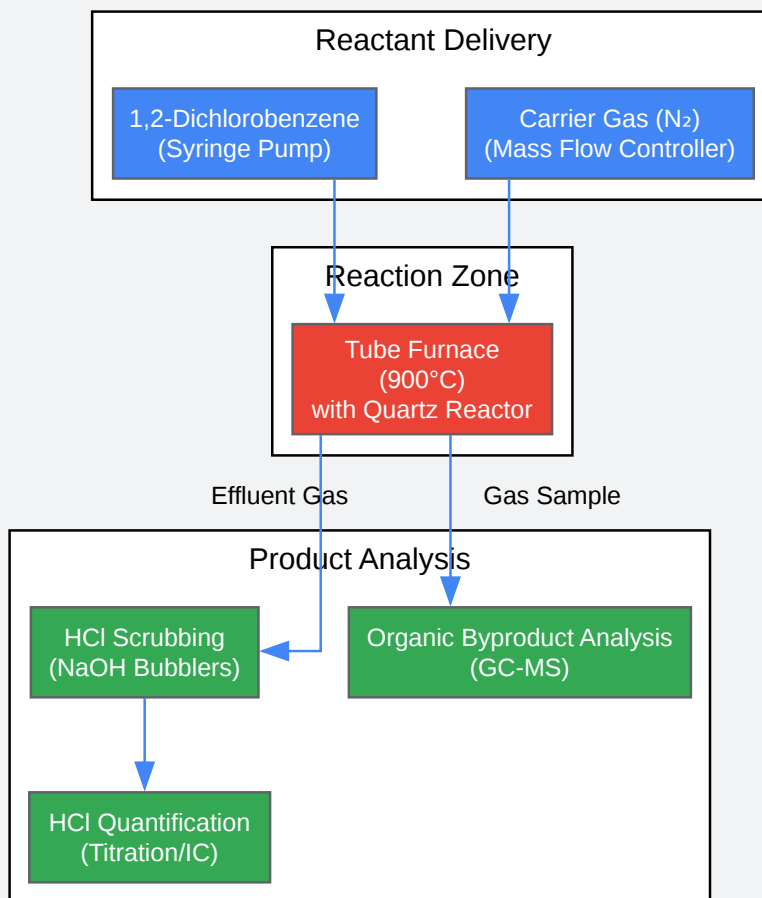 Reactant Delivery
1,2-Dichlorobenzene
(Syringe Pump)
Carrier Gas (N₂)
(Mass Flow Controller)
Reaction Zone
Tube Furnace
(900°C)
with Quartz Reactor
Effluent Gas
Gas Sample
Product Analysis
HCl Scrubbing
(NaOH Bubblers)
Organic Byproduct Analysis
(GC-MS)
HCl Quantification
(Titration/IC)